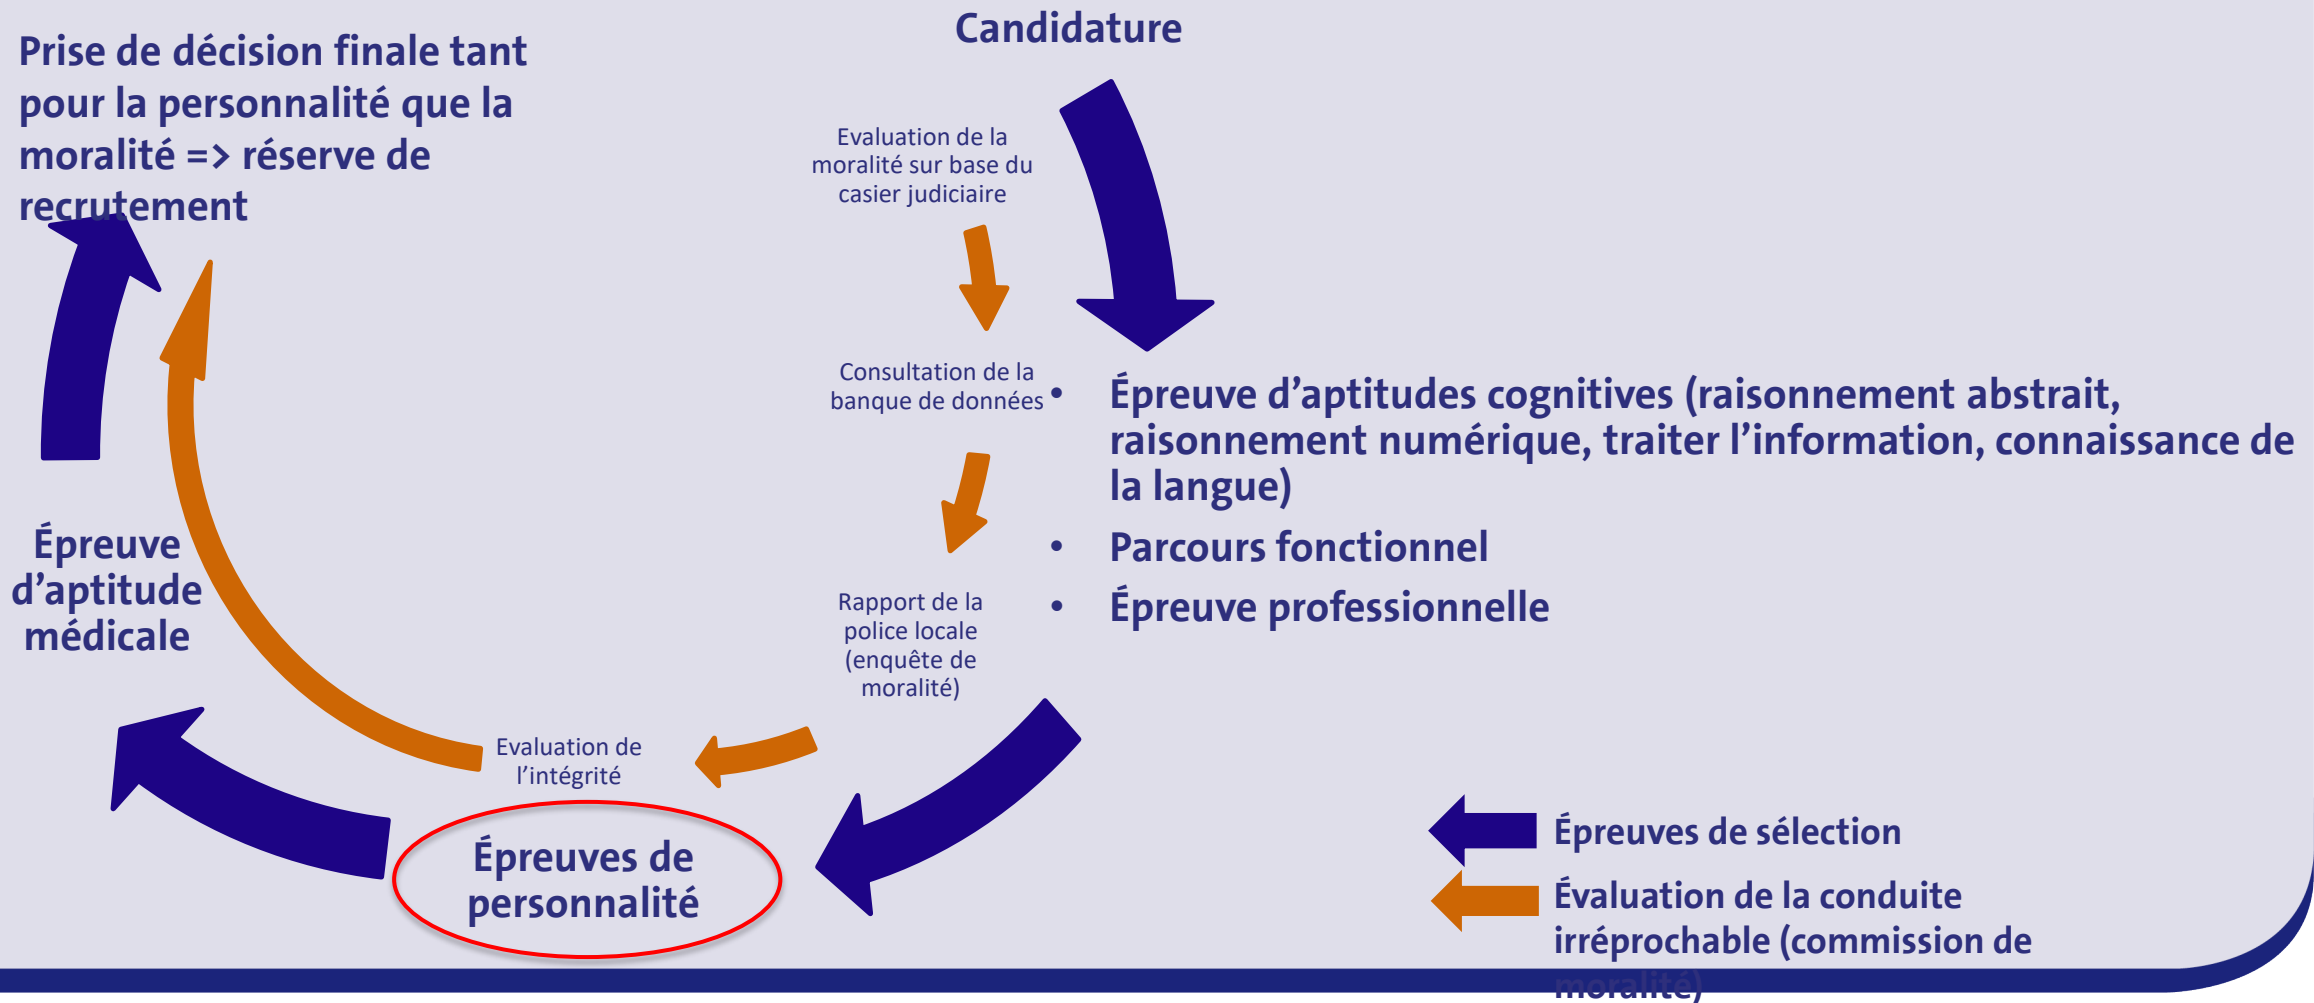 Candidature
Prise de décision finale tant
pour la personnalité que la
moralité => réserve de
recrutement
Evaluation de la
moralité sur base du
casier judiciaire
Consultation de la
banque de données
• Épreuve d’aptitudes cognitives (raisonnement abstrait,
raisonnement numérique, traiter l’information, connaissance de
la langue)
• Parcours fonctionnel
• Épreuve professionnelle
Rapport de la
police locale
(enquête de
moralité)
Épreuve
d’aptitude
médicale
Evaluation de
l’intégrité
Épreuves de
personnalité
Épreuves de sélection
Évaluation de la conduite
irréprochable (commission de
moralité)